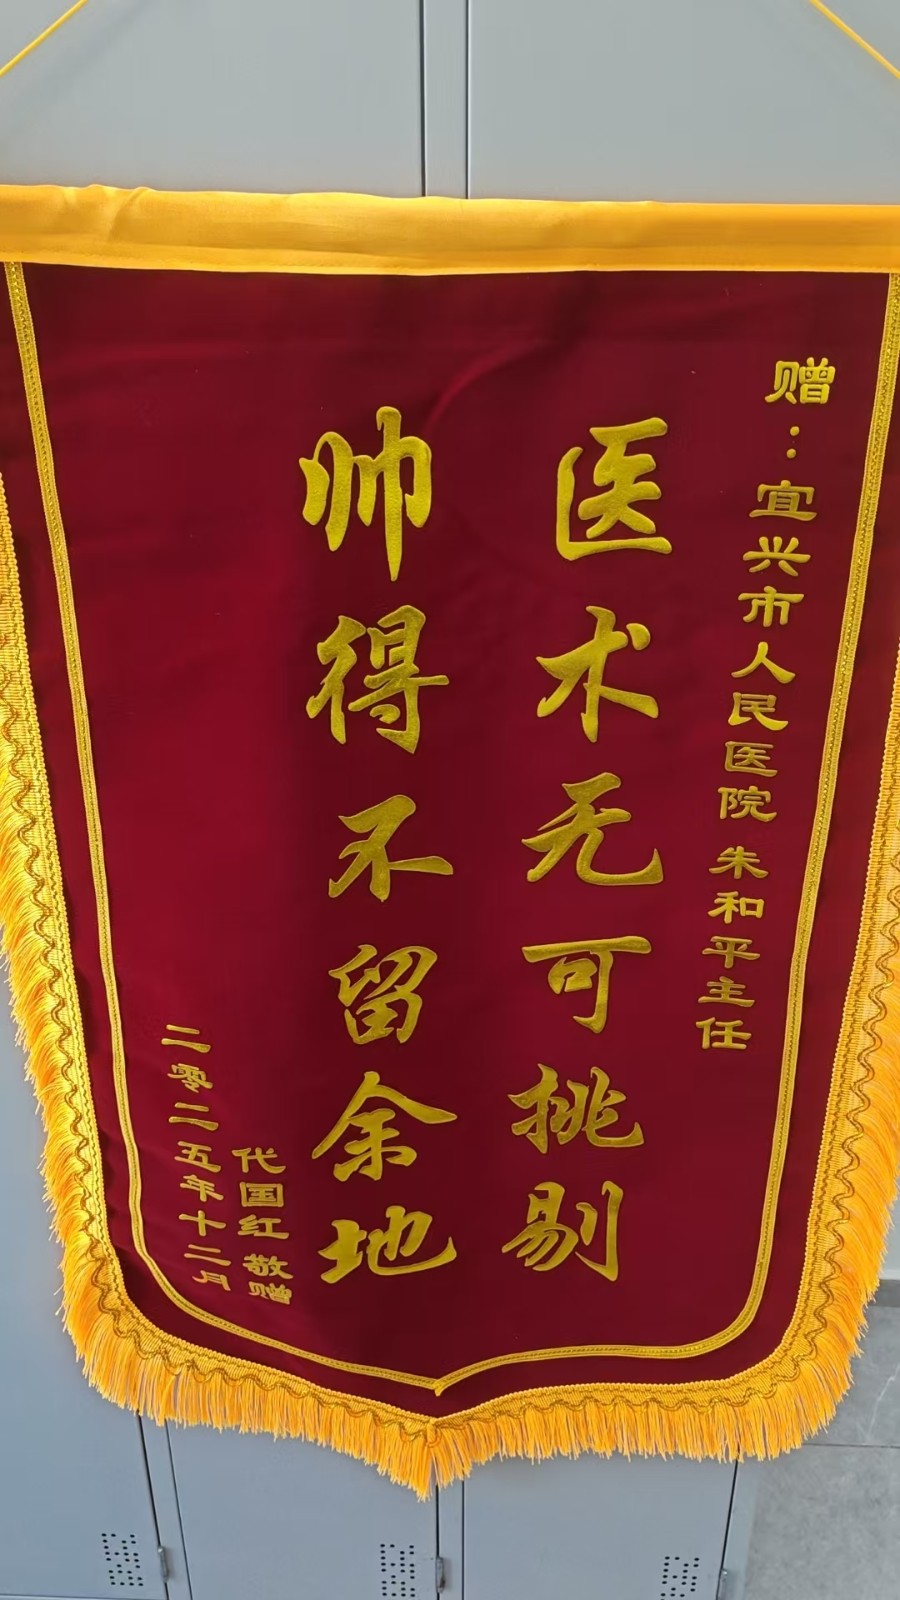 赠：宜兴市人民医院 朱和平主任
医术无可挑剔
帅得不留余地
代国红 敬赠
二零二五年十二月